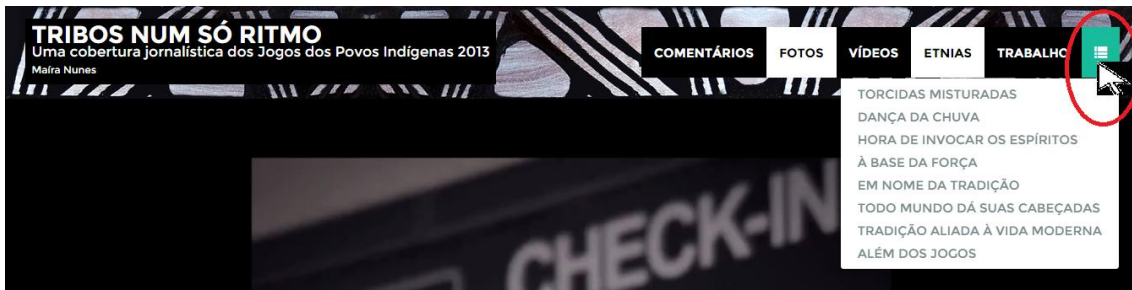 TRIBOS NUM SÓ RITMO
Uma cobertura jornalística dos Jogos dos Povos Indígenas 2013
Maíra Nunes
COMENTÁRIOS FOTOS VÍDEOS ETNIAS TRABALHO
TORCIDAS MISTURADAS
DANÇA DA CHUVA
HORA DE INVOCAR OS ESPÍRITOS
À BASE DA FORÇA
EM NOME DA TRADIÇÃO
TODO MUNDO DÁ SUAS CABEÇADAS
TRADIÇÃO ALIADA À VIDA MODERNA
ALÉM DOS JOGOS
CHECK-IN